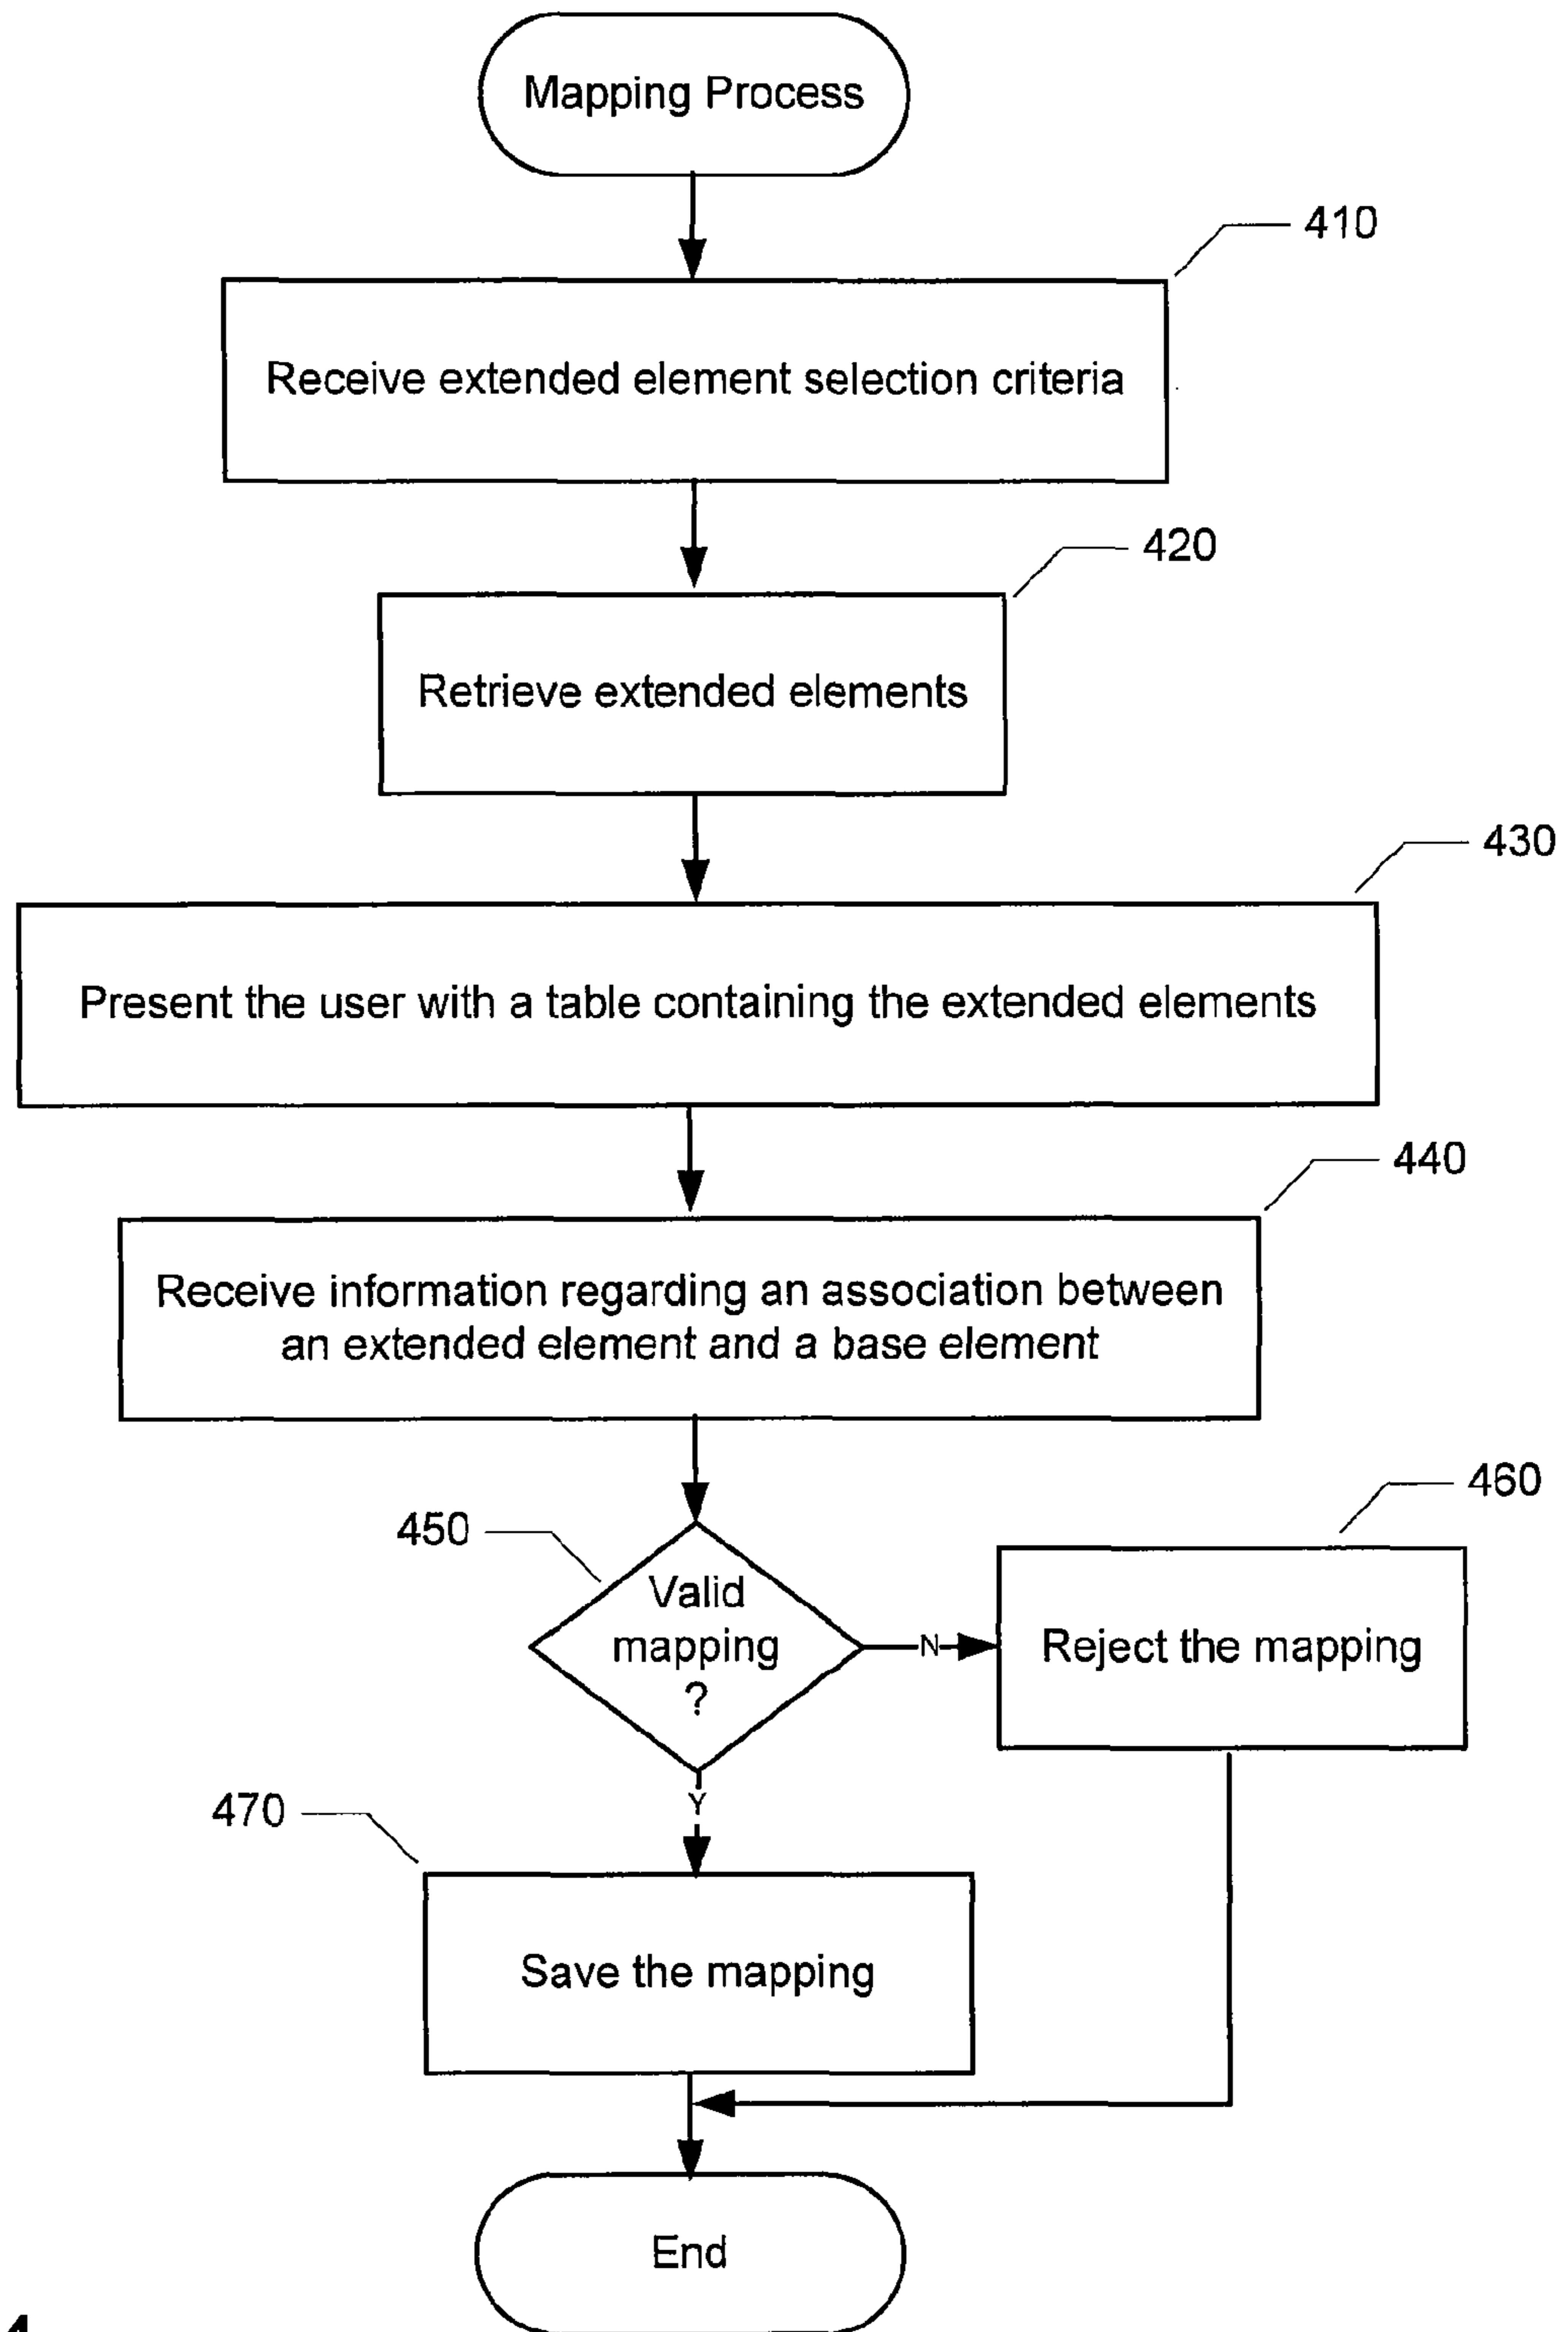 Mapping Process
410
Receive extended element selection criteria
420
Retrieve extended elements
430
Present the user with a table containing the extended elements
440
Receive information regarding an association between
an extended element and a base element
450
Valid
mapping
?
N
460
Reject the mapping
Y
470
Save the mapping
End